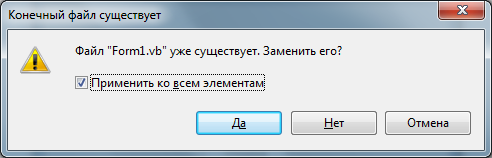 Конечный файл существует
Файл "Form1.vb" уже существует. Заменить его?
Применить ко всем элементам
Да
Нет
Отмена